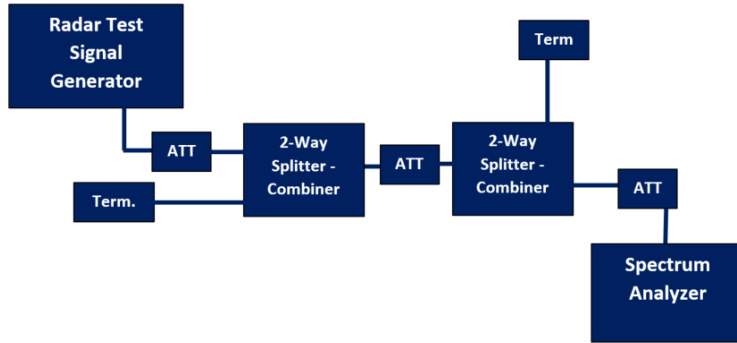 Radar Test
Signal
Generator
Term
ATT
2-Way
Splitter -
Combiner
ATT
2-Way
Splitter -
Combiner
ATT
Term.
Spectrum
Analyzer